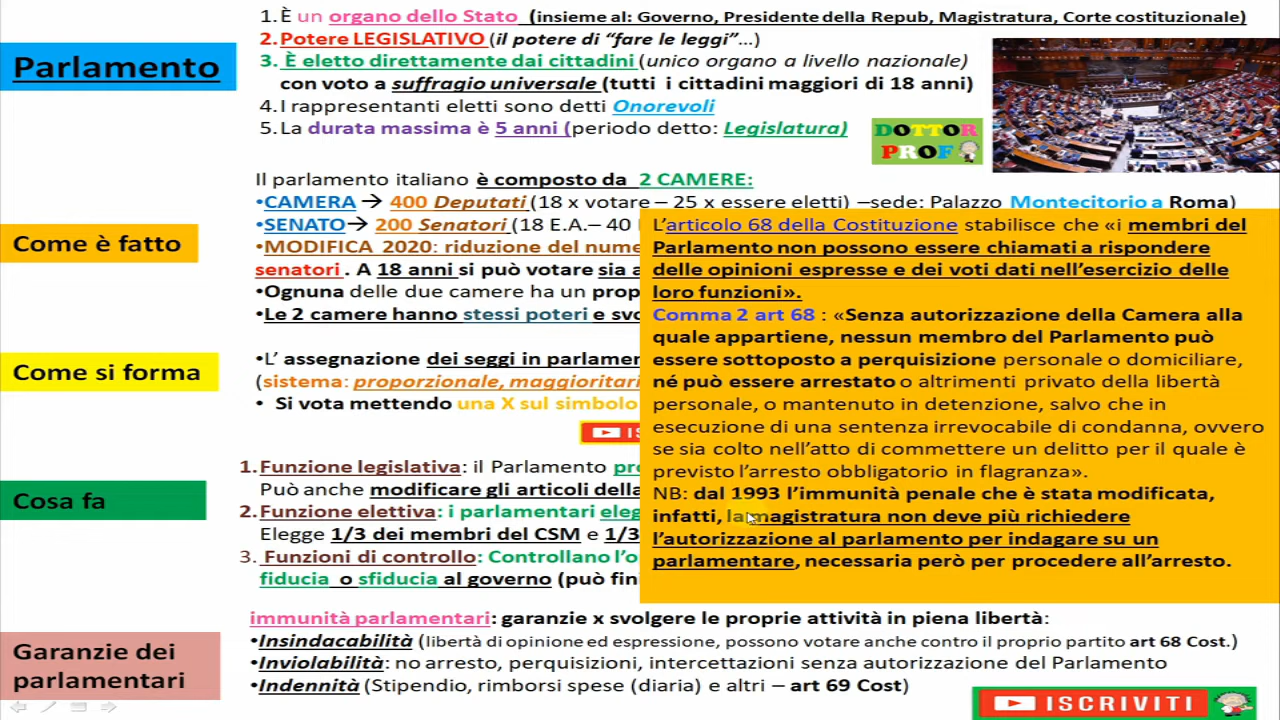 Parlamento
1. È un organo dello Stato (insieme al: Governo, Presidente della Repub, Magistratura, Corte costituzionale)
2. Potere LEGISLATIVO (il potere di “fare le leggi”…)
3. È eletto direttamente dai cittadini (unico organo a livello nazionale)
con voto a suffragio universale (tutti i cittadini maggiori di 18 anni)
4. I rappresentanti eletti sono detti Onorevoli
5. La durata massima è 5 anni (periodo detto: Legislatura)
DOTTOR
PROF
Come è fatto
Il parlamento italiano è composto da 2 CAMERE:
•CAMERA → 400 Deputati (18 x votare – 25 x essere eletti) –sede: Palazzo Montecitorio a Roma)
•SENATO→ 200 Senatori (18 E.A.– 40
•MODIFICA 2020: riduzione del
senatori . A 18 anni si può votare sia
•Ognuna delle due camere ha un
•Le 2 camere hanno stessi poteri e
Come si forma
•L’ assegnazione dei seggi in
(sistema: proporzionale,
• Si vota mettendo una X sul simbolo
Cosa fa
1. Funzione legislativa: il Parlamento
Può anche modificare gli articoli della
2. Funzione elettiva: i parlamentari
Elegge 1/3 dei membri del CSM e
3. Funzioni di controllo: Controllano
fiducia o sfiducia al governo (può
L’articolo 68 della Costituzione stabilisce che «i membri del
Parlamento non possono essere chiamati a rispondere
delle opinioni espresse e dei voti dati nell’esercizio delle
loro funzioni».
Comma 2 art 68 : «Senza autorizzazione della Camera alla
quale appartiene, nessun membro del Parlamento può
essere sottoposto a perquisizione personale o domiciliare,
né può essere arrestato o altrimenti privato della libertà
personale, o mantenuto in detenzione, salvo che in
esecuzione di una sentenza irrevocabile di condanna, ovvero
se sia colto nell’atto di commettere un delitto per il quale è
previsto l’arresto obbligatorio in flagranza».
NB: dal 1993 l’immunità penale che è stata modificata,
infatti, la magistratura non deve più richiedere
l’autorizzazione al parlamento per indagare su un
parlamentare, necessaria però per procedere all’arresto.
Garanzie dei
parlamentari
immunità parlamentari: garanzie x svolgere le proprie attività in piena libertà:
•Insindacabilità (libertà di opinione ed espressione, possono votare anche contro il proprio partito art 68 Cost.)
•Inviolabilità: no arresto, perquisizioni, intercettazioni senza autorizzazione del Parlamento
•Indennità (Stipendio, rimborsi spese (diaria) e altri – art 69 Cost)
ISCRIVITI